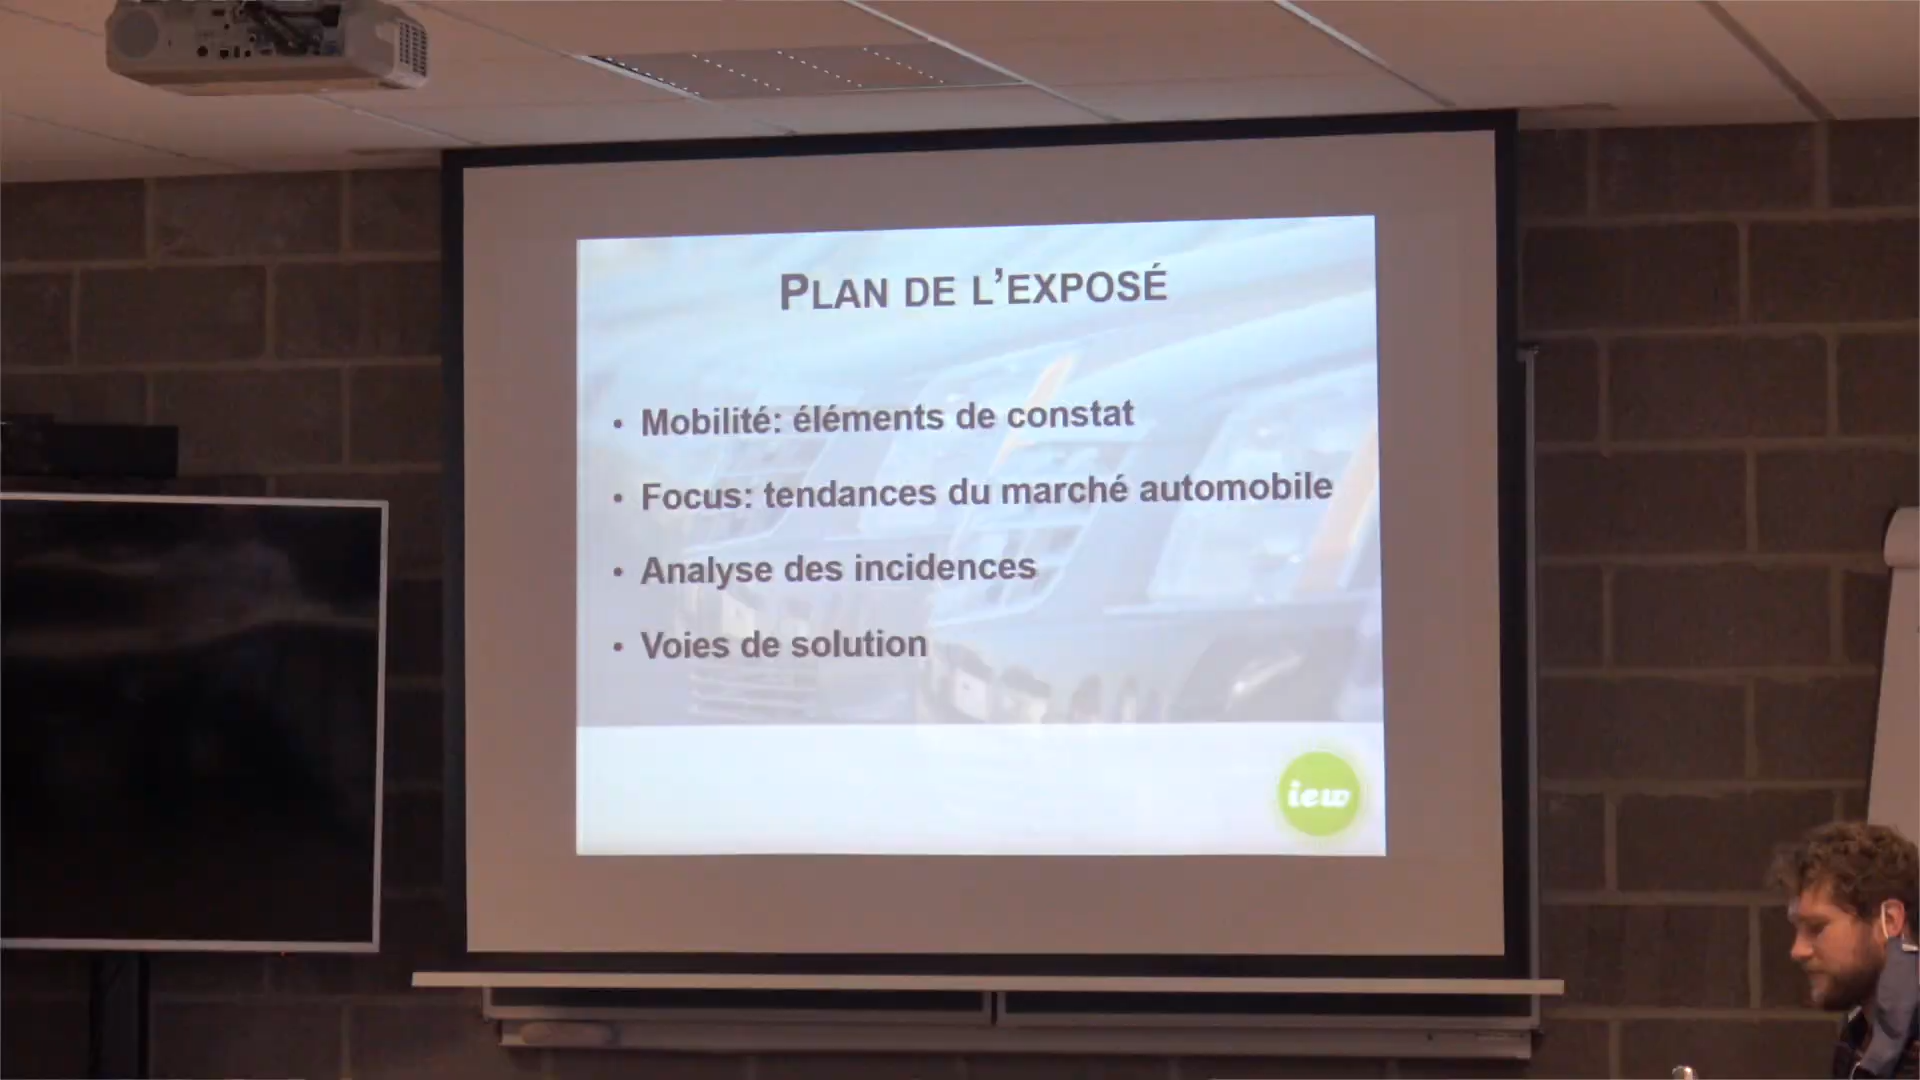 PLAN DE L'EXPOSÉ
• Mobilité: éléments de constat
• Focus: tendances du marché automobile
• Analyse des incidences
• Voies de solution
iew